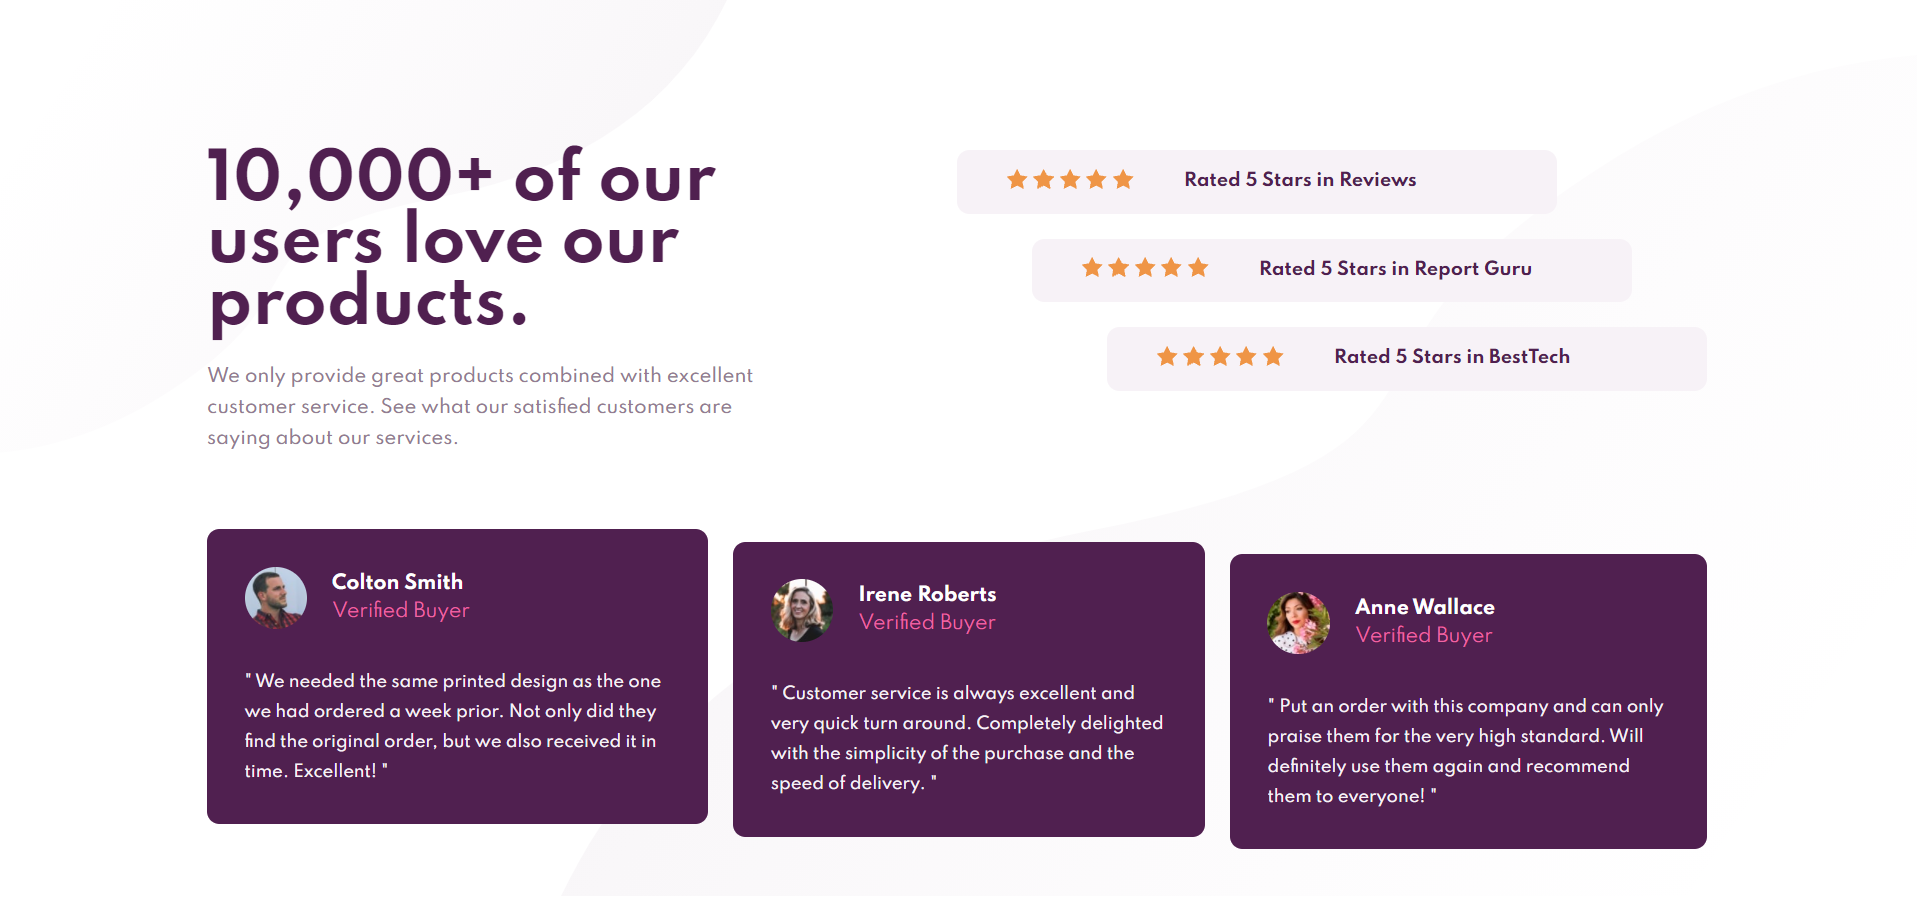 10,000+ of our
users love our
products.
We only provide great products combined with excellent
customer service. See what our satisfied customers are
saying about our services.
Rated 5 Stars in Reviews
Rated 5 Stars in Report Guru
Rated 5 Stars in BestTech
Colton Smith
Verified Buyer
" We needed the same printed design as the one
we had ordered a week prior. Not only did they
find the original order, but we also received it in
time. Excellent! "
Irene Roberts
Verified Buyer
" Customer service is always excellent and
very quick turn around. Completely delighted
with the simplicity of the purchase and the
speed of delivery. "
Anne Wallace
Verified Buyer
" Put an order with this company and can only
praise them for the very high standard. Will
definitely use them again and recommend
them to everyone! "